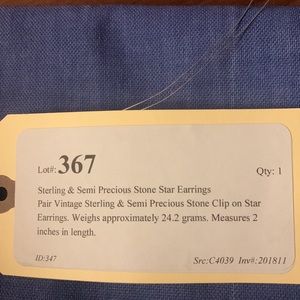 Lot#: 367 Qty: 1
Sterling & Semi Precious Stone Star Earrings
Pair Vintage Sterling & Semi Precious Stone Clip on Star
Earrings. Weighs approximately 24.2 grams. Measures 2
inches in length.
ID:347 Src:C4039 Inv#:201811